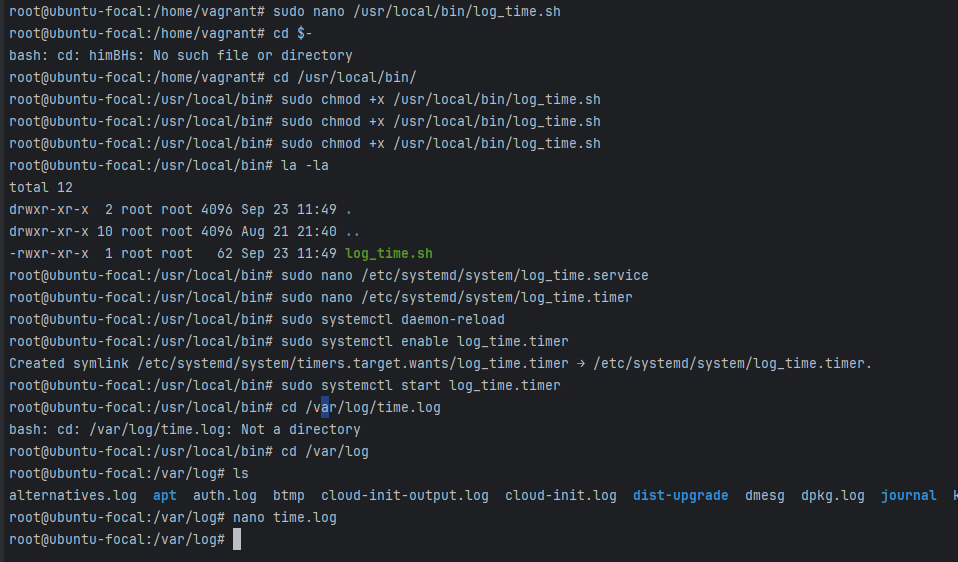 root@ubuntu-focal:/home/vagrant# sudo nano /usr/local/bin/log_time.sh
root@ubuntu-focal:/home/vagrant# cd $-
bash: cd: himBHs: No such file or directory
root@ubuntu-focal:/home/vagrant# cd /usr/local/bin/
root@ubuntu-focal:/usr/local/bin# sudo chmod +x /usr/local/bin/log_time.sh
root@ubuntu-focal:/usr/local/bin# sudo chmod +x /usr/local/bin/log_time.sh
root@ubuntu-focal:/usr/local/bin# sudo chmod +x /usr/local/bin/log_time.sh
root@ubuntu-focal:/usr/local/bin# la -la
total 12
drwxr-xr-x  2 root root 4096 Sep 23 11:49 .
drwxr-xr-x 10 root root 4096 Aug 21 21:40 ..
-rwxr-xr-x  1 root root   62 Sep 23 11:49 log_time.sh
root@ubuntu-focal:/usr/local/bin# sudo nano /etc/systemd/system/log_time.service
root@ubuntu-focal:/usr/local/bin# sudo nano /etc/systemd/system/log_time.timer
root@ubuntu-focal:/usr/local/bin# sudo systemctl daemon-reload
root@ubuntu-focal:/usr/local/bin# sudo systemctl enable log_time.timer
Created symlink /etc/systemd/system/timers.target.wants/log_time.timer → /etc/systemd/system/log_time.timer.
root@ubuntu-focal:/usr/local/bin# sudo systemctl start log_time.timer
root@ubuntu-focal:/usr/local/bin# cd /var/log/time.log
bash: cd: /var/log/time.log: Not a directory
root@ubuntu-focal:/usr/local/bin# cd /var/log
root@ubuntu-focal:/var/log# ls
alternatives.log  apt  auth.log  btmp  cloud-init-output.log  cloud-init.log  dist-upgrade  dmesg  dpkg.log  journal
root@ubuntu-focal:/var/log# nano time.log
root@ubuntu-focal:/var/log#